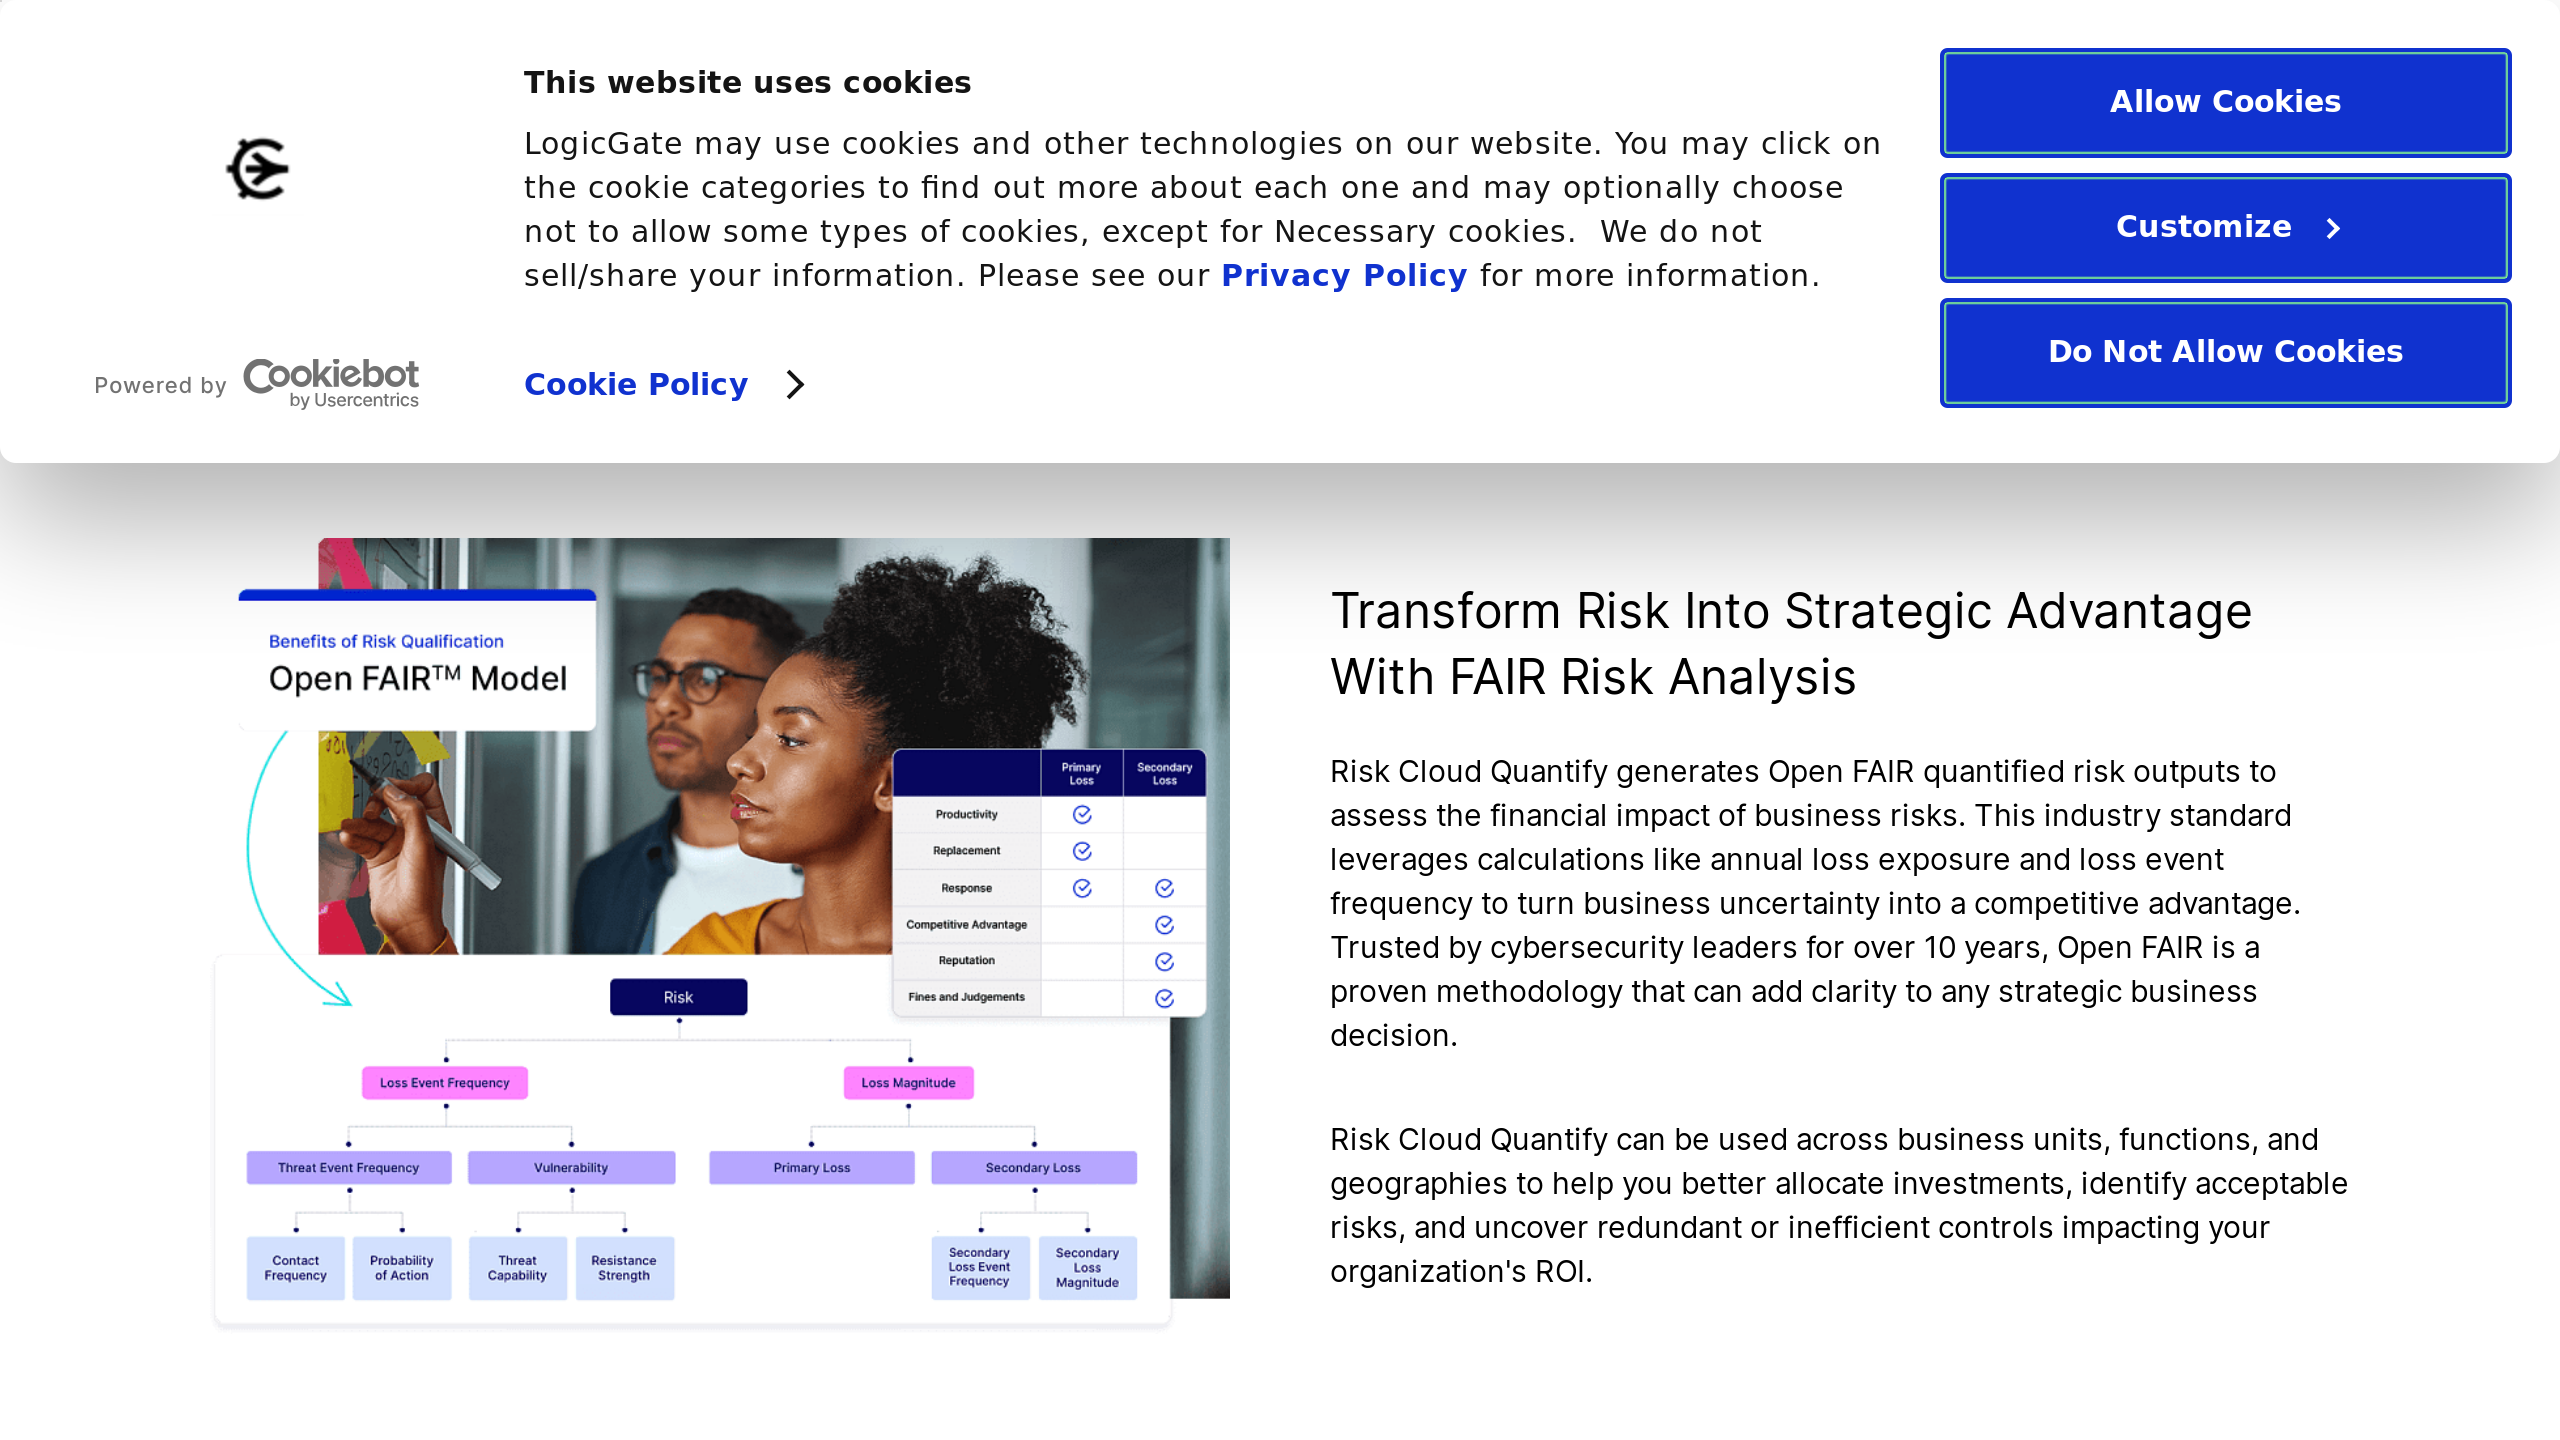 This website uses cookies
LogicGate may use cookies and other technologies on our website. You may click on
the cookie categories to find out more about each one and may optionally choose
not to allow some types of cookies, except for Necessary cookies.  We do not
sell/share your information. Please see our Privacy Policy for more information.
Cookie Policy
Powered by Cookiebot
by Usercentrics
Allow Cookies
Customize
Do Not Allow Cookies
Benefits of Risk Qualification
Open FAIR™ Model
Primary Loss
Secondary Loss
Productivity
Replacement
Response
Competitive Advantage
Reputation
Fines and Judgements
Risk
Loss Event Frequency
Loss Magnitude
Threat Event Frequency
Vulnerability
Primary Loss
Secondary Loss
Contact
Frequency
Probability
of Action
Threat
Capability
Resistance
Strength
Secondary
Loss Event
Frequency
Secondary
Loss
Magnitude
Transform Risk Into Strategic Advantage
With FAIR Risk Analysis
Risk Cloud Quantify generates Open FAIR quantified risk outputs to
assess the financial impact of business risks. This industry standard
leverages calculations like annual loss exposure and loss event
frequency to turn business uncertainty into a competitive advantage.
Trusted by cybersecurity leaders for over 10 years, Open FAIR is a
proven methodology that can add clarity to any strategic business
decision.
Risk Cloud Quantify can be used across business units, functions, and
geographies to help you better allocate investments, identify acceptable
risks, and uncover redundant or inefficient controls impacting your
organization's ROI.